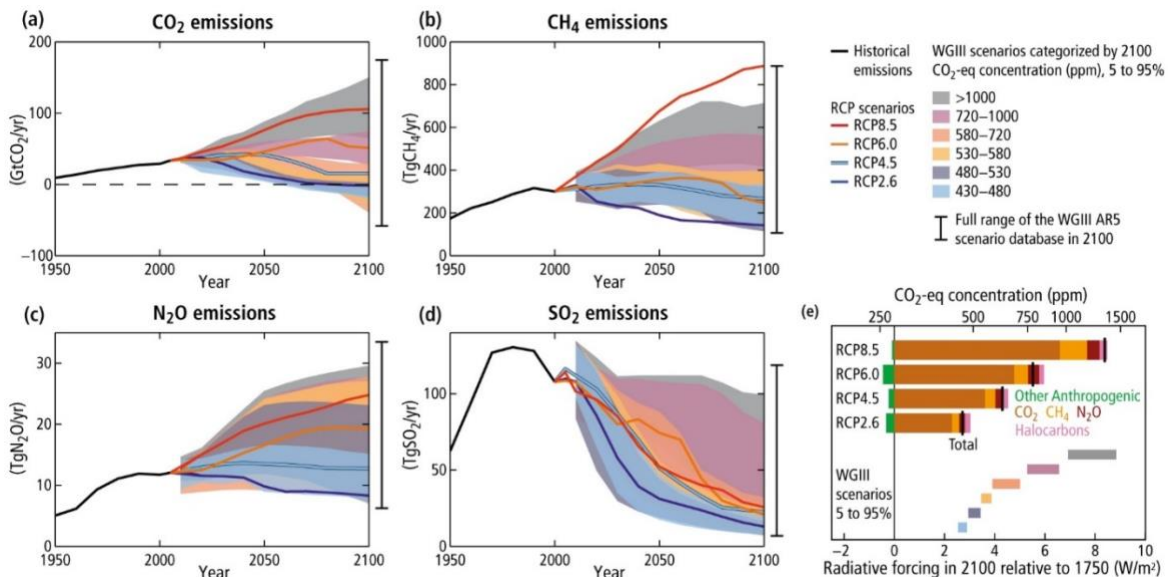 (a) CO₂ emissions
(GtCO₂/yr)
200
100
0
−100
1950 2000 2050 2100
Year
(b) CH₄ emissions
(TgCH₄/yr)
1000
800
600
400
200
0
1950 2000 2050 2100
Year
Historical
emissions
RCP scenarios
RCP8.5
RCP6.0
RCP4.5
RCP2.6
WGIII scenarios categorized by 2100
CO₂-eq concentration (ppm), 5 to 95%
>1000
720−1000
580−720
530−580
480−530
430−480
Full range of the WGIII AR5
scenario database in 2100
(c) N₂O emissions
(TgN₂O/yr)
30
20
10
0
1950 2000 2050 2100
Year
(d) SO₂ emissions
(TgSO₂/yr)
100
50
0
1950 2000 2050 2100
Year
(e) CO₂-eq concentration (ppm)
250 500 750 1000 1500
RCP8.5
RCP6.0
RCP4.5
RCP2.6
Other Anthropogenic
CO₂ CH₄ N₂O
Halocarbons
Total
WGIII
scenarios
5 to 95%
−2 0 2 4 6 8 10
Radiative forcing in 2100 relative to 1750 (W/m²)